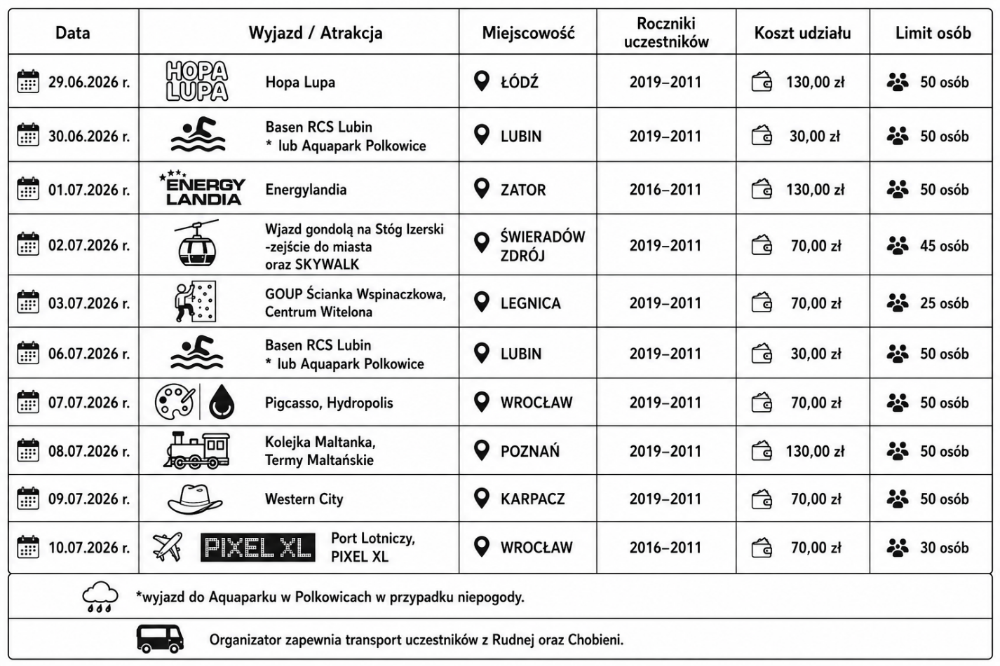 Data
Wyjazd / Atrakcja
Miejscowość
Roczniki
uczestników
Koszt udziału
Limit osób
29.06.2026 r.
HOPA
LUPA
Hopa Lupa
ŁÓDŹ
2019–2011
130,00 zł
50 osób
30.06.2026 r.
Basen RCS Lubin
* lub Aquapark Polkowice
LUBIN
2019–2011
30,00 zł
50 osób
01.07.2026 r.
ENERGY
LANDIA
Energylandia
ZATOR
2016–2011
130,00 zł
50 osób
02.07.2026 r.
Wjazd gondolą na Stóg Izerski
-zejście do miasta
oraz SKYWALK
ŚWIERADÓW
ZDRÓJ
2019–2011
70,00 zł
45 osób
03.07.2026 r.
GOUP Ścianka Wspinaczkowa,
Centrum Witelona
LEGNICA
2019–2011
70,00 zł
25 osób
06.07.2026 r.
Basen RCS Lubin
* lub Aquapark Polkowice
LUBIN
2019–2011
30,00 zł
50 osób
07.07.2026 r.
Pigcasso, Hydropolis
WROCŁAW
2019–2011
70,00 zł
50 osób
08.07.2026 r.
Kolejka Maltanka,
Termy Maltańskie
POZNAŃ
2019–2011
130,00 zł
50 osób
09.07.2026 r.
Western City
KARPACZ
2019–2011
70,00 zł
50 osób
10.07.2026 r.
PIXEL XL
Port Lotniczy,
PIXEL XL
WROCŁAW
2016–2011
70,00 zł
30 osób
*wyjazd do Aquaparku w Polkowicach w przypadku niepogody.
Organizator zapewnia transport uczestników z Rudnej oraz Chobieni.